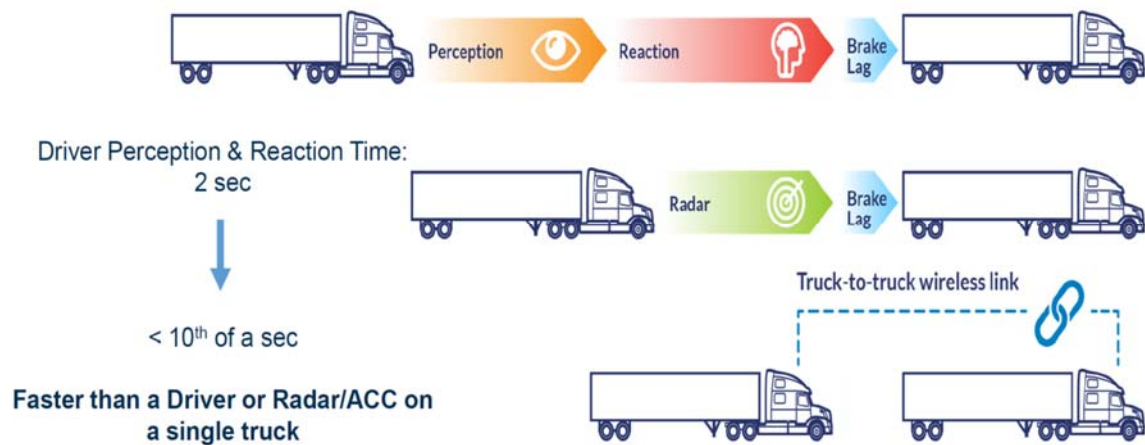 Perception
Reaction
Brake
Lag
Driver Perception & Reaction Time:
2 sec
Radar
Brake
Lag
Truck-to-truck wireless link
< 10th of a sec
Faster than a Driver or Radar/ACC on
a single truck